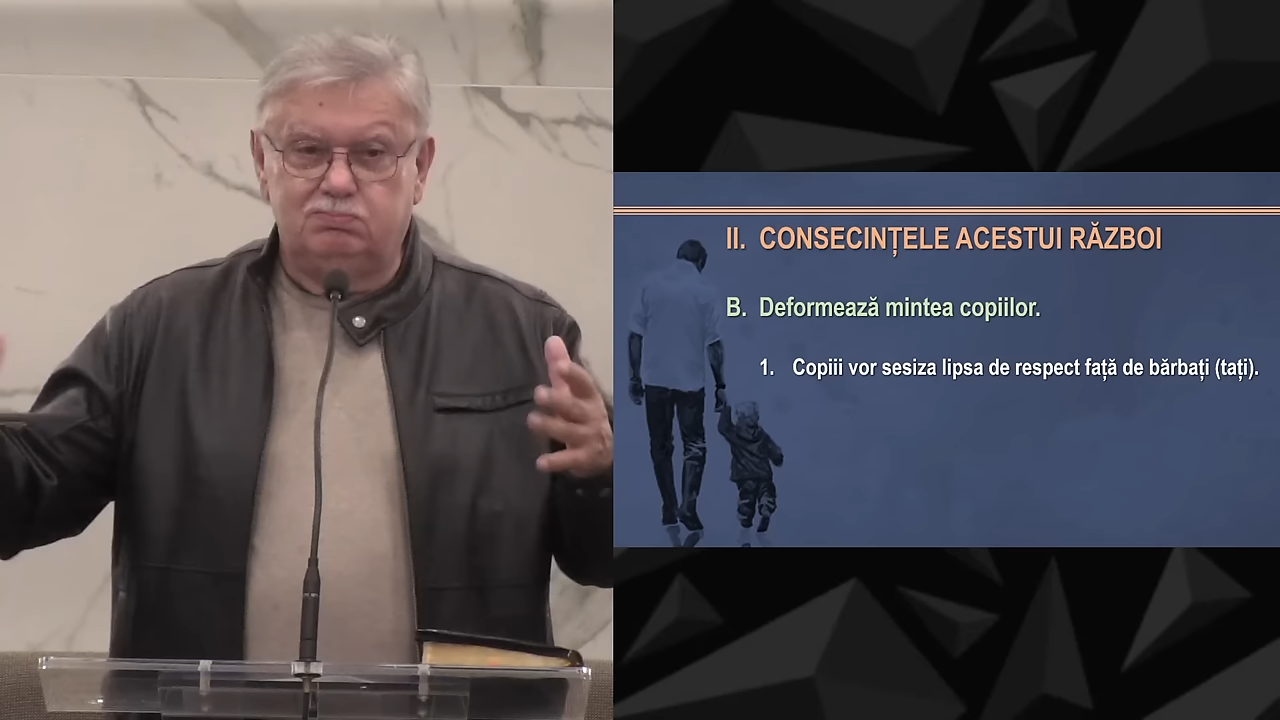 II. CONSECINȚELE ACESTUI RĂZBOI
B. Deformează mintea copiilor.
1. Copiii vor sesiza lipsa de respect față de bărbați (tați).